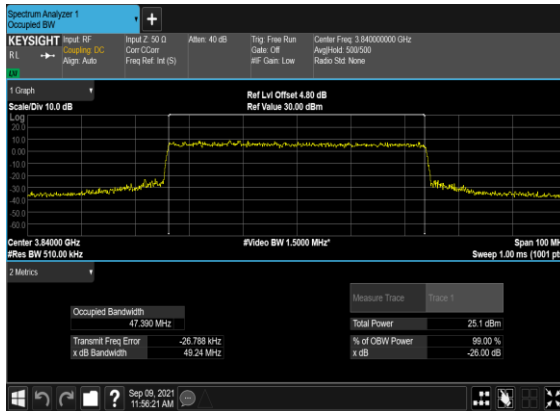 Spectrum Analyzer 1
Occupied BW
KEYSIGHT Input: RF Input Z: 50 Ω Atten: 40 dB Trig: Free Run Center Freq: 3.840000000 GHz
RL Coupling: DC Corr CCorr Gate: Off Avg|Hold: 500/500
Align: Auto Freq Ref: Int (S) #IF Gain: Low Radio Std: None
1 Graph
Ref Lvl Offset 4.80 dB
Scale/Div 10.0 dB Ref Value 30.00 dBm
Log
20.0
10.0
0.00
-10.0
-20.0
-30.0
-40.0
-50.0
-60.0
Center 3.84000 GHz #Video BW 1.5000 MHz* Span 100 MH
#Res BW 510.00 kHz Sweep 1.00 ms (1001 pt
2 Metrics
Measure Trace Trace 1
Occupied Bandwidth
47.390 MHz Total Power 25.1 dBm
Transmit Freq Error -26.788 kHz % of OBW Power 99.00 %
x dB Bandwidth 49.24 MHz x dB -26.00 dB
Sep 09, 2021
11:56:21 AM